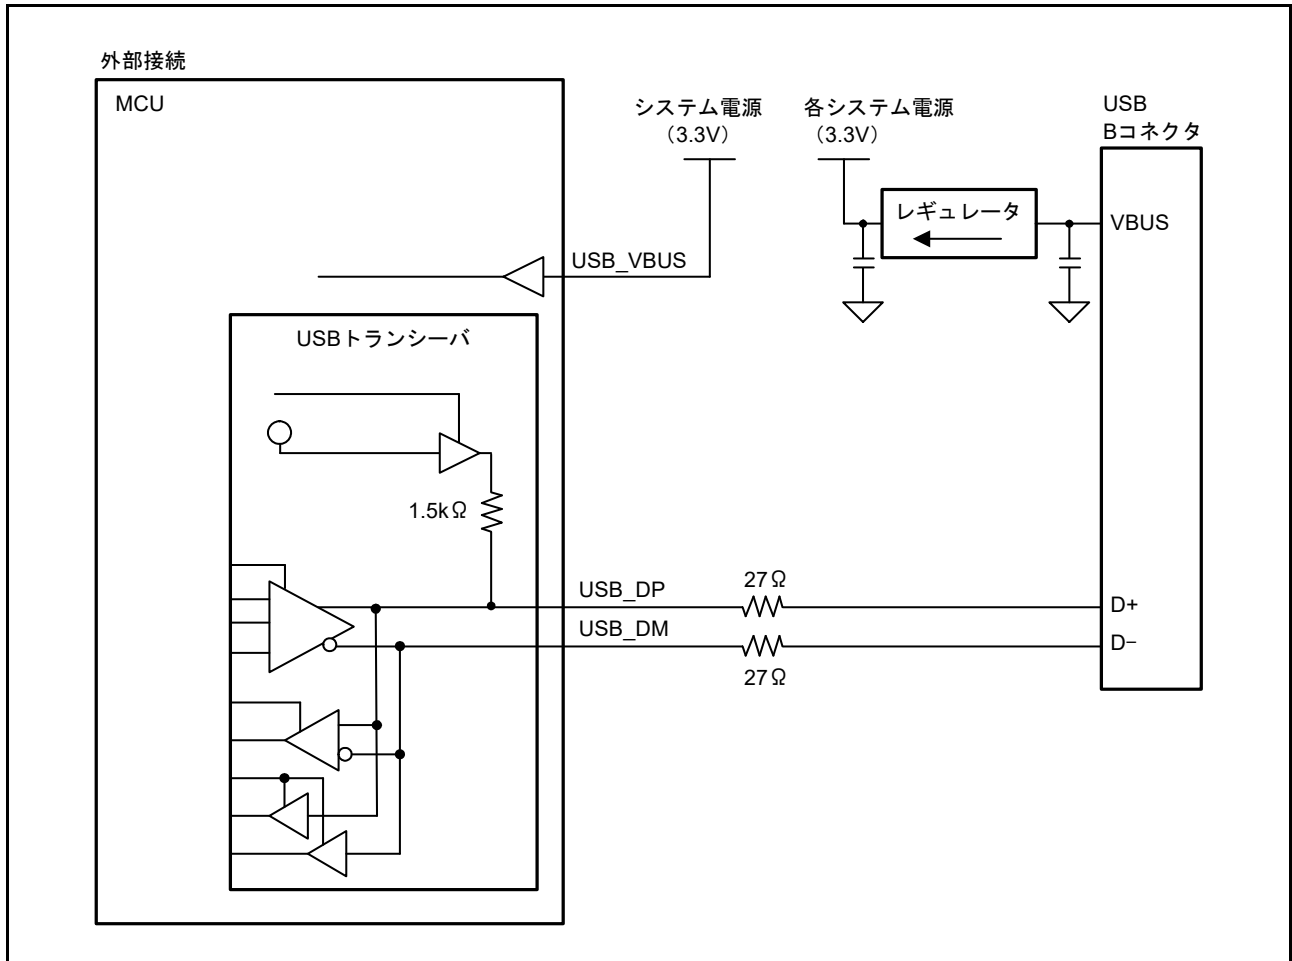 外部接続
MCU
システム電源
（3.3V）
各システム電源
（3.3V）
USB
Bコネクタ
レギュレータ
VBUS
USB_VBUS
USBトランシーバ
1.5kΩ
USB_DP
27Ω
D+
USB_DM
D−
27Ω